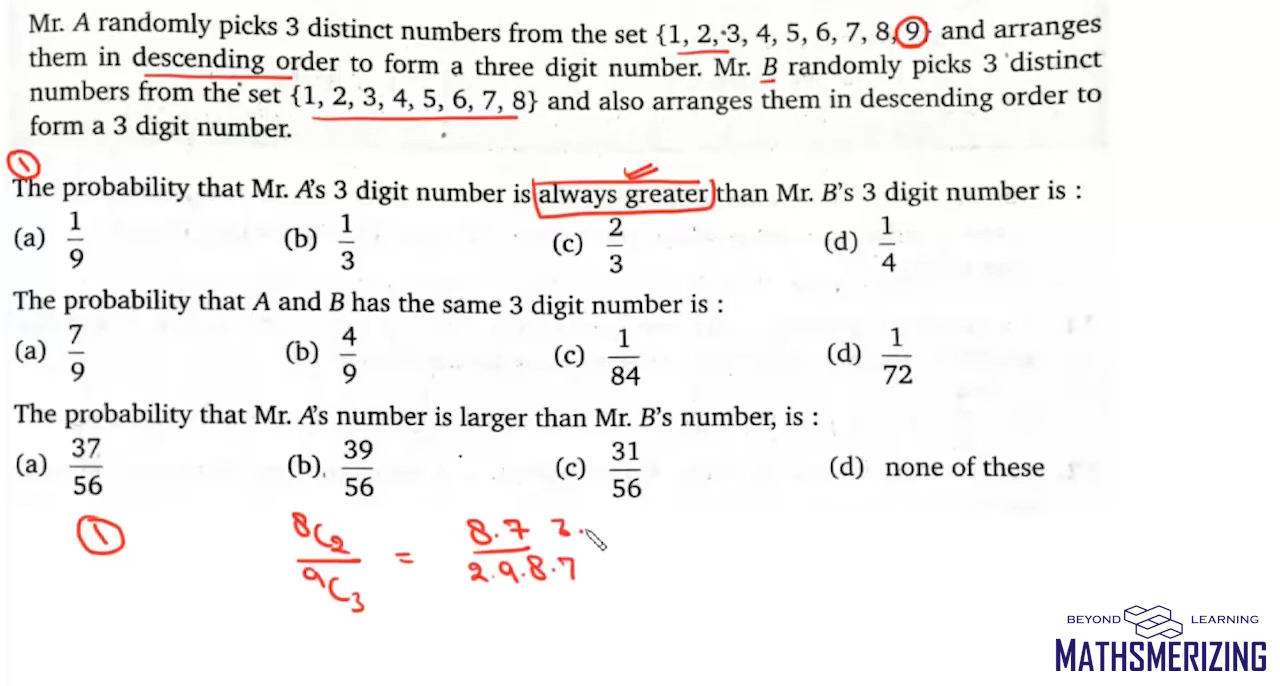 Mr. A randomly picks 3 distinct numbers from the set {1, 2, 3, 4, 5, 6, 7, 8, 9} and arranges
them in descending order to form a three digit number. Mr. B randomly picks 3 distinct
numbers from the set {1, 2, 3, 4, 5, 6, 7, 8} and also arranges them in descending order to
form a 3 digit number.
①
The probability that Mr. A's 3 digit number is always greater than Mr. B's 3 digit number is :
(a) 1/9 (b) 1/3 (c) 2/3 (d) 1/4
The probability that A and B has the same 3 digit number is :
(a) 7/9 (b) 4/9 (c) 1/84 (d) 1/72
The probability that Mr. A's number is larger than Mr. B's number, is :
(a) 37/56 (b) 39/56 (c) 31/56 (d) none of these
① 8C2/9C3 = 8.7 3./2.9.8.7
BEYOND LEARNING
MATHSMERIZING